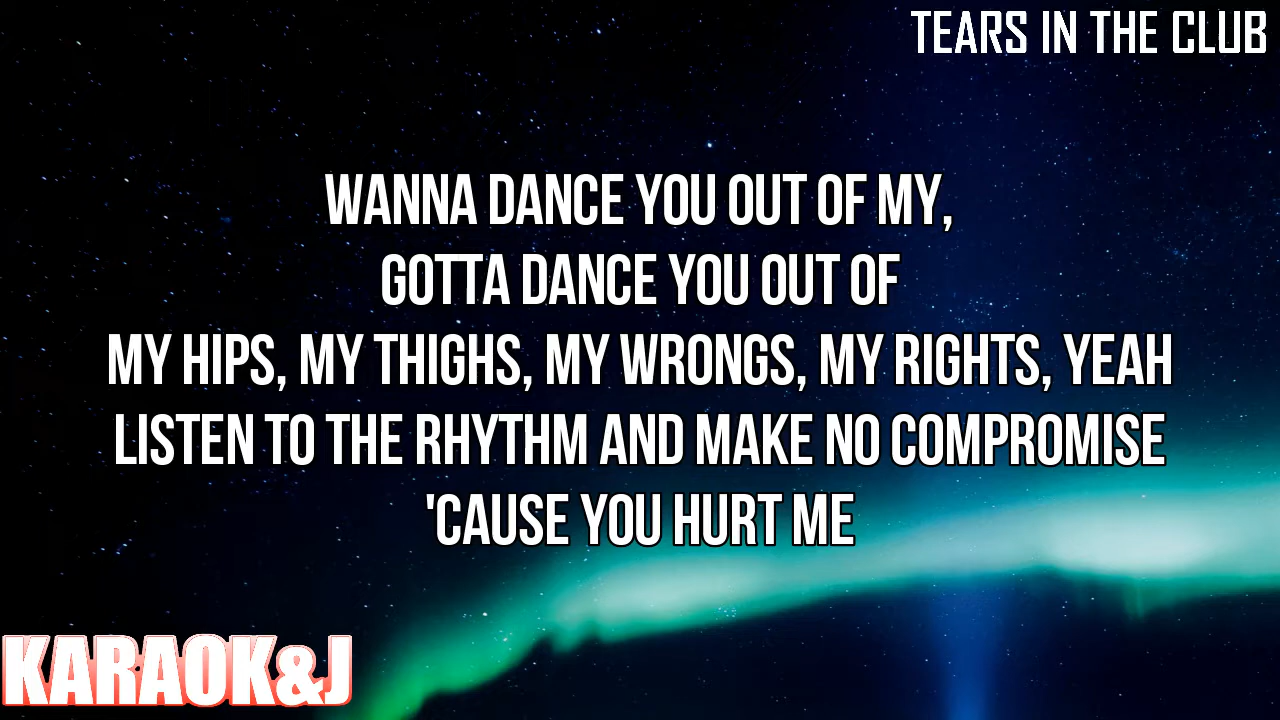 TEARS IN THE CLUB
WANNA DANCE YOU OUT OF MY,
GOTTA DANCE YOU OUT OF
MY HIPS, MY THIGHS, MY WRONGS, MY RIGHTS, YEAH
LISTEN TO THE RHYTHM AND MAKE NO COMPROMISE
'CAUSE YOU HURT ME
KARAOK&J